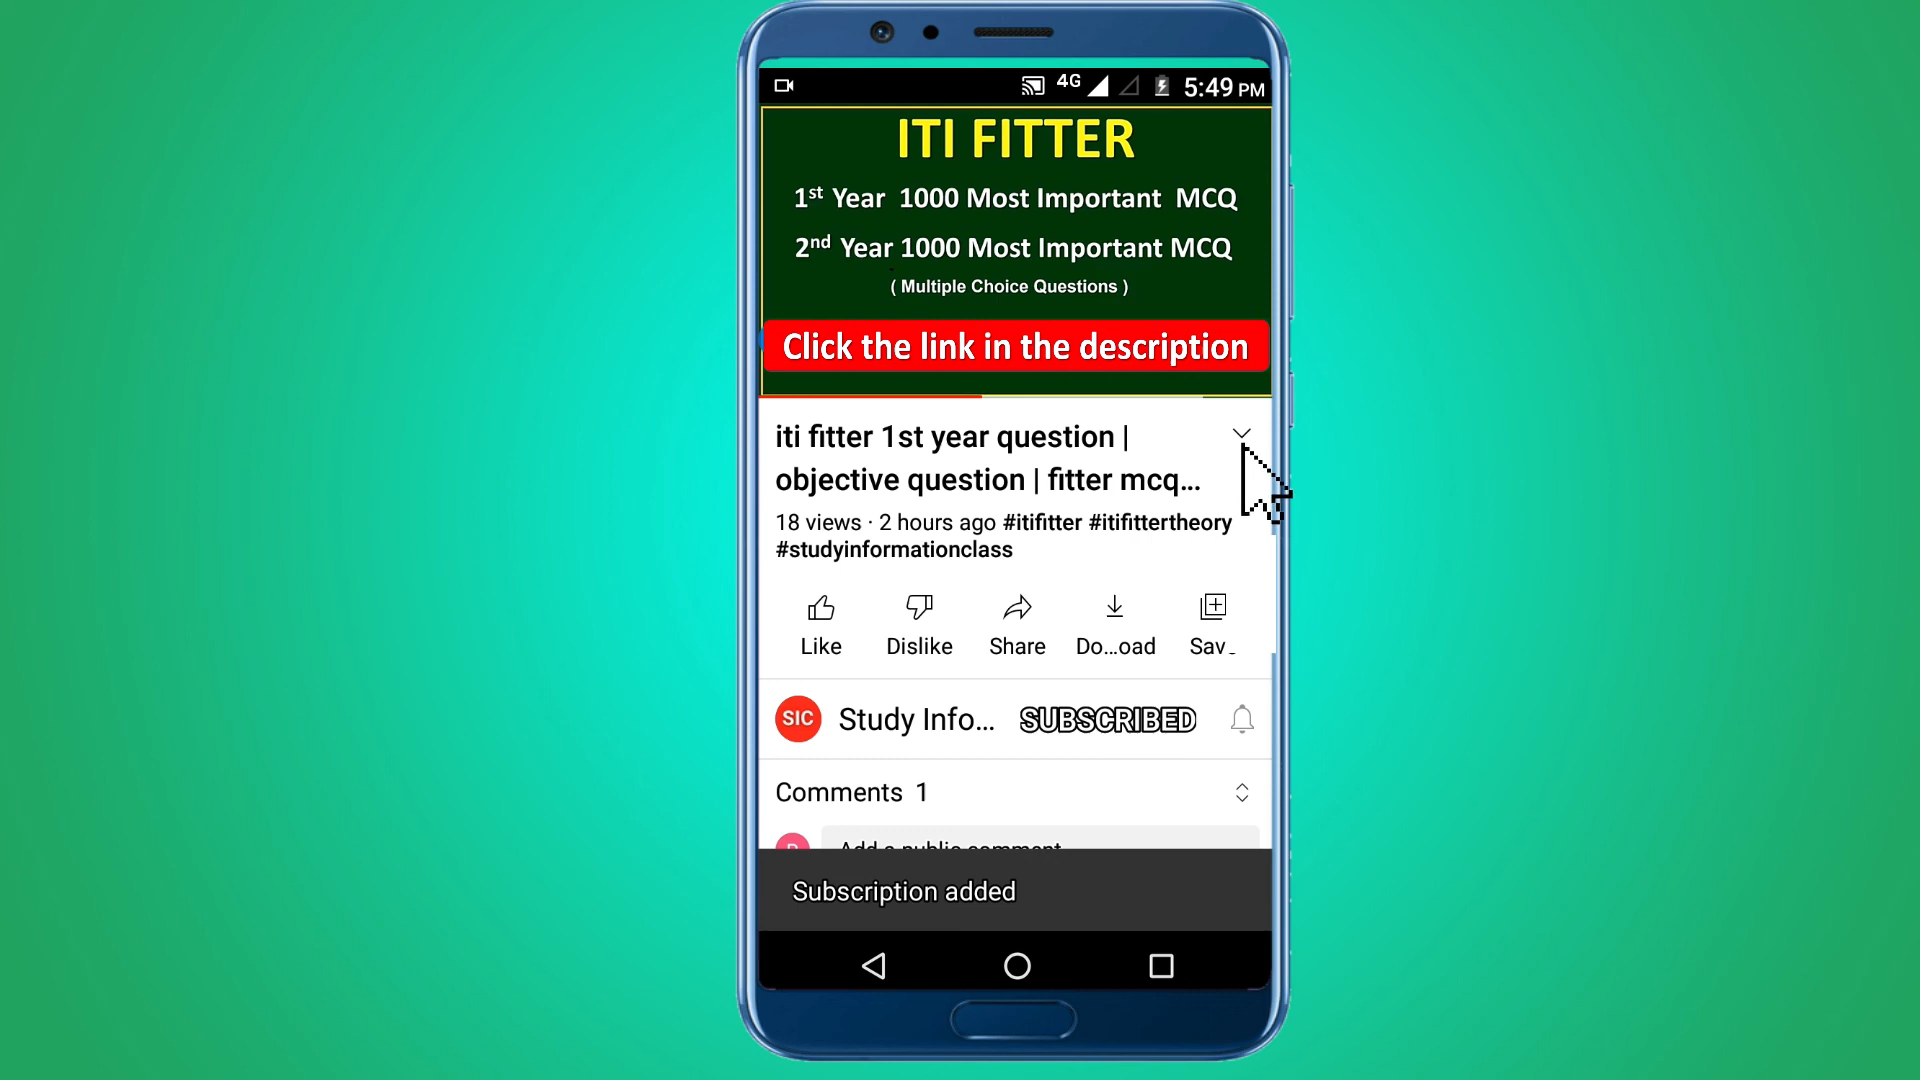 4G 5:49 PM
ITI FITTER
1st Year 1000 Most Important MCQ
2nd Year 1000 Most Important MCQ
( Multiple Choice Questions )
Click the link in the description
iti fitter 1st year question |
objective question | fitter mcq...
18 views · 2 hours ago #itifitter #itifittertheory
#studyinformationclass
Like Dislike Share Do...oad Sav
SIC Study Info... SUBSCRIBED
Comments 1
Add a public comment
Subscription added